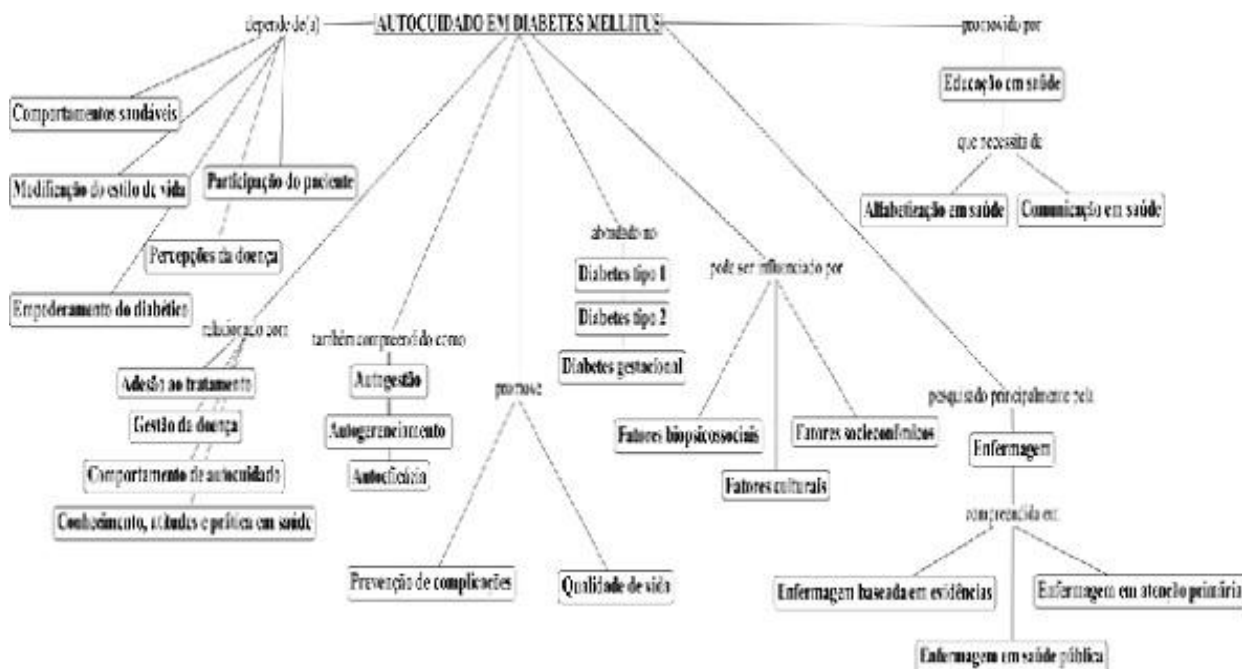 depende de(a)
AUTOCUIDADO EM DIABETES MELLITUS
promovido por
Comportamentos saudáveis
Modificação do estilo de vida
Participação do paciente
Percepções da doença
Empoderamento do diabético
relacionado com
Adesão ao tratamento
Gestão da doença
Comportamento de autocuidado
Conhecimento, atitudes e prática em saúde
também compreendido como
Autogestão
Autogerenciamento
Autoeficácia
promove
Prevenção de complicações
Qualidade de vida
abordado no
Diabetes tipo 1
Diabetes tipo 2
Diabetes gestacional
pode ser influenciado por
Fatores biopsicossociais
Fatores culturais
Fatores socioeconômicos
Educação em saúde
que necessita de
Alfabetização em saúde
Comunicação em saúde
pesquisado principalmente pela
Enfermagem
compreendida em
Enfermagem baseada em evidências
Enfermagem em saúde pública
Enfermagem em atenção primária